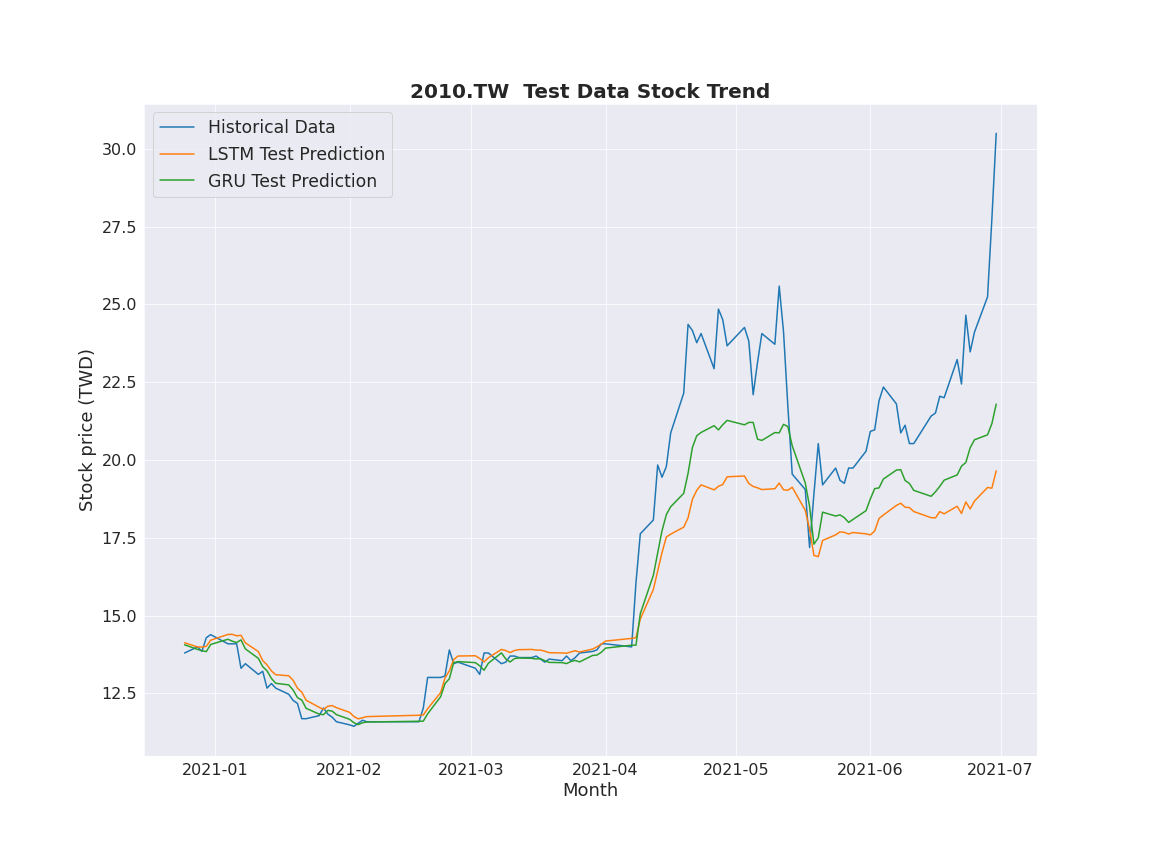 2010.TW  Test Data Stock Trend
Historical Data
LSTM Test Prediction
GRU Test Prediction
30.0
27.5
25.0
22.5
20.0
17.5
15.0
12.5
Stock price (TWD)
2021-01 2021-02 2021-03 2021-04 2021-05 2021-06 2021-07
Month